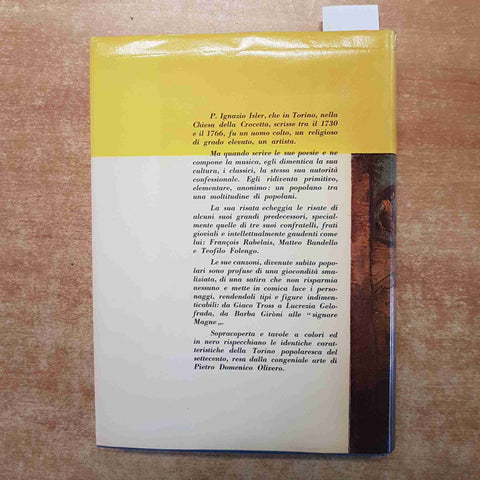 P. Ignazio Isler, che in Torino, nella
Chiesa della Crocetta, scrisse tra il 1730
e il 1766, fu un uomo colto, un religioso
di grado elevato, un artista.
Ma quando scrive le sue poesie e ne
compone la musica, egli dimentica la sua
cultura, i classici, la stessa sua autorità
confessionale. Egli ridiventa primitivo,
elementare, anonimo: un popolano tra
una moltitudine di popolani.
La sua risata echeggia le risate di
alcuni suoi grandi predecessori, special-
mente quelle di tre suoi confratelli, frati
gioviali e intellettualmente gaudenti come
lui: François Rabelais, Matteo Bandello
e Teofilo Folengo.
Le sue canzoni, divenute subito popo-
lari sono profuse di una giocondità sma-
liziata, di una satira che non risparmia
nessuno e mette in comica luce i perso-
naggi, rendendoli tipi e figure indimen-
ticabili: da Giaco Tross a Lucrezia Gelo-
frada, da Barba Giròni alle “signore
Magne„.
Sopracoperta e tavole a colori ed
in nero rispecchiano le identiche carat-
teristiche della Torino popolaresca del
settecento, resa dalla congeniale arte di
Pietro Domenico Olivero.